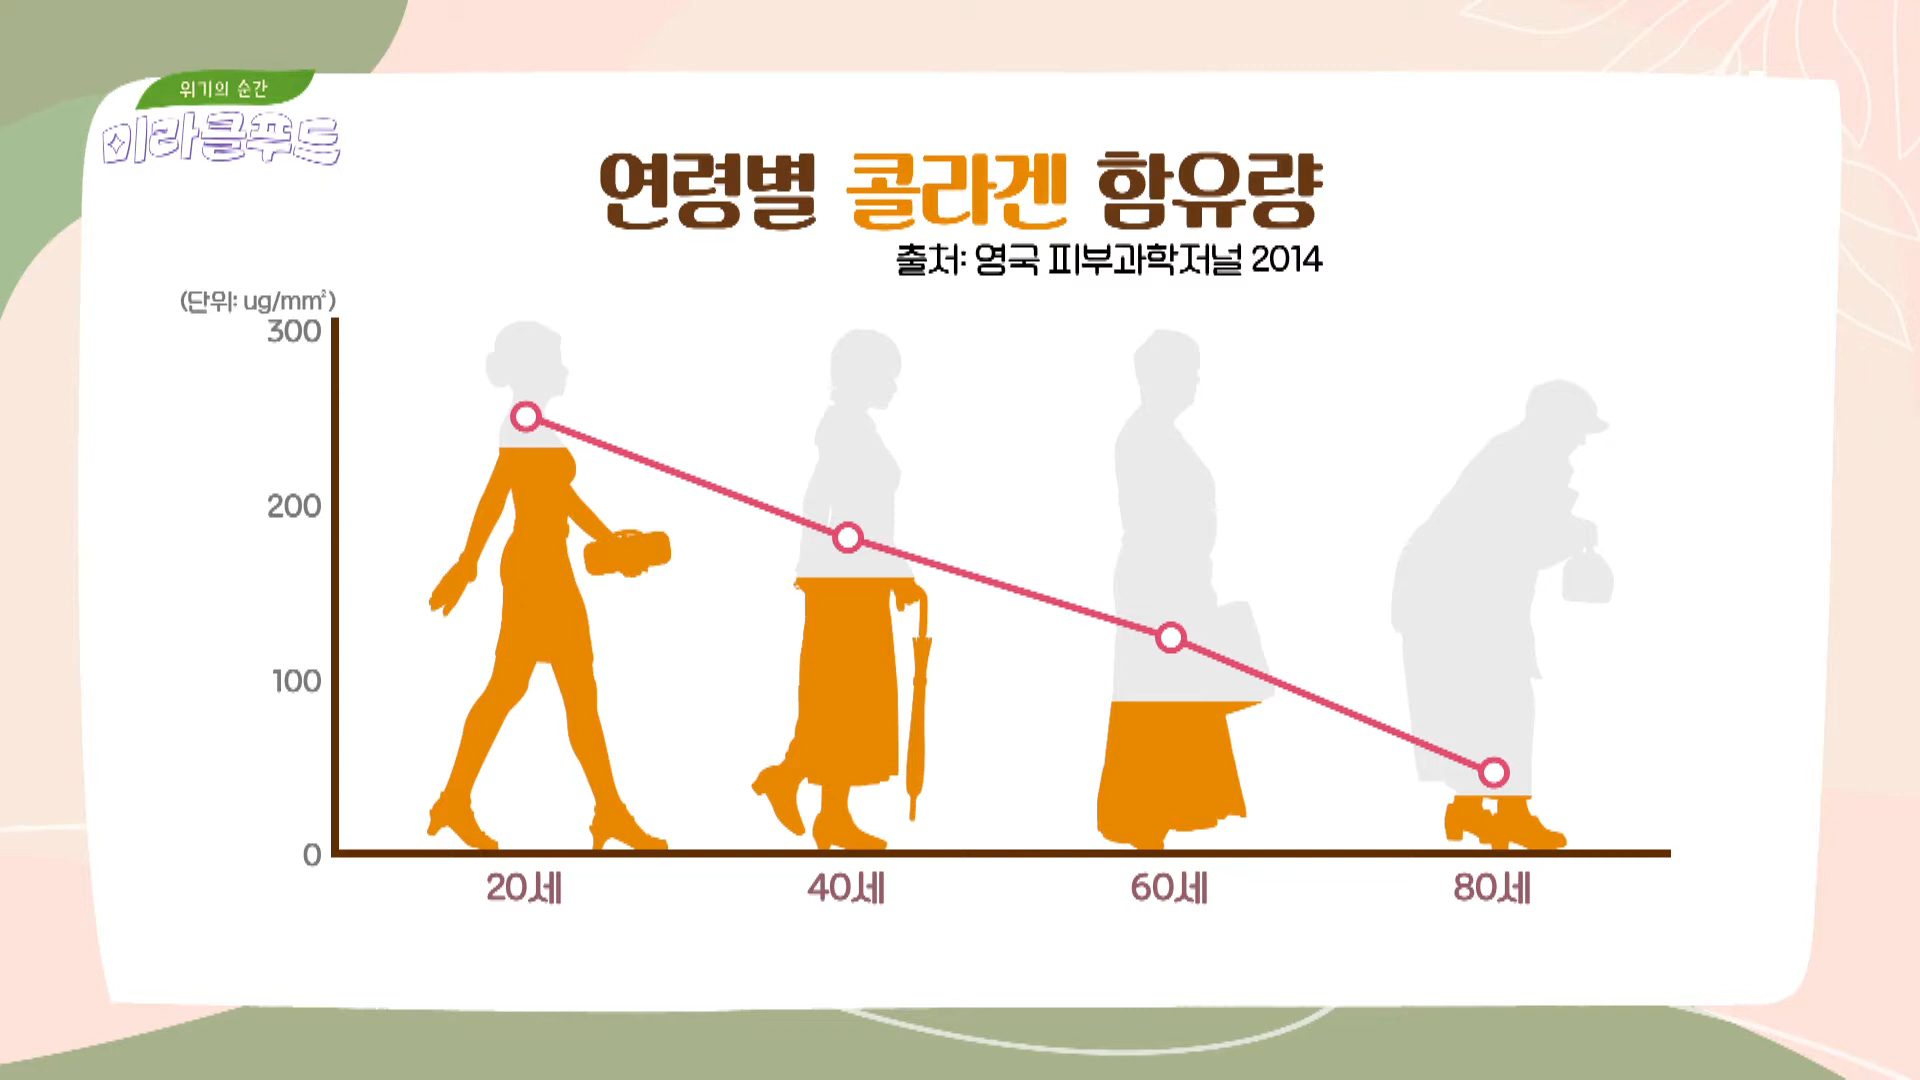 위기의 순간
미라클푸드
연령별 콜라겐 함유량
출처: 영국 피부과학저널 2014
(단위: ug/mm²)
300
200
100
0
20세 40세 60세 80세